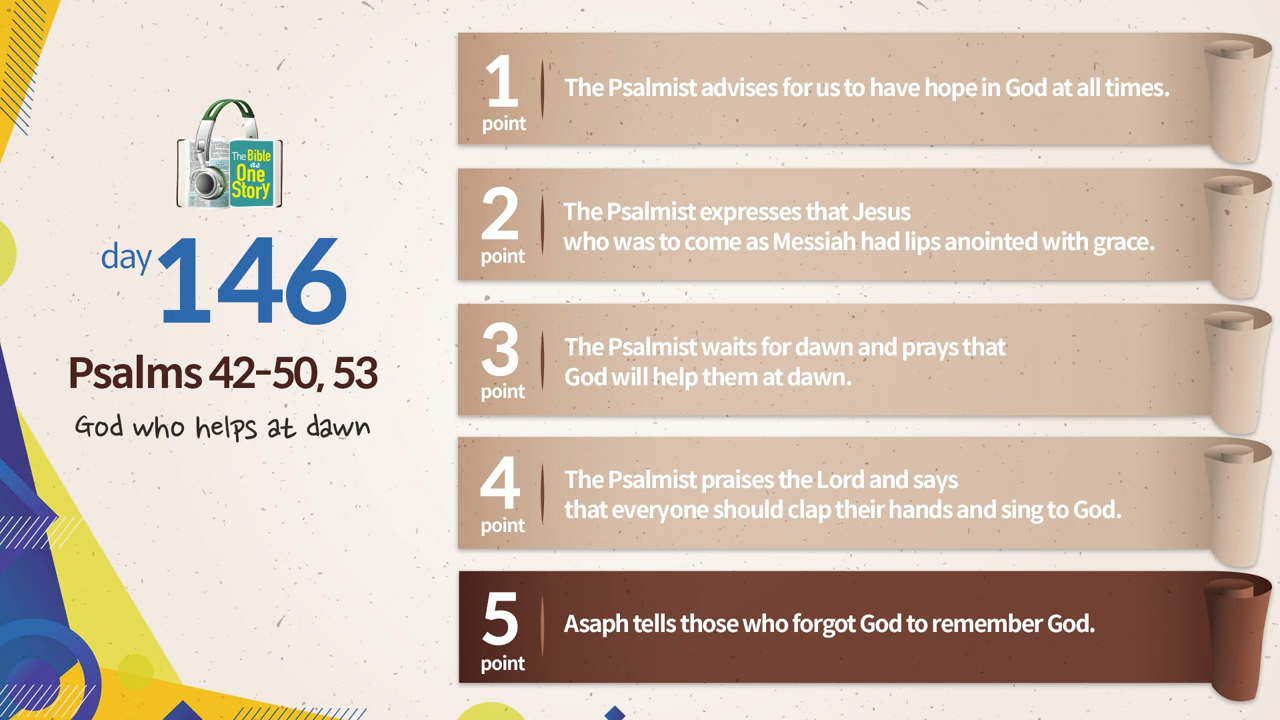 The Bible
as
One
Story
day 146
Psalms 42-50, 53
God who helps at dawn
1
point
The Psalmist advises for us to have hope in God at all times.
2
point
The Psalmist expresses that Jesus
who was to come as Messiah had lips anointed with grace.
3
point
The Psalmist waits for dawn and prays that
God will help them at dawn.
4
point
The Psalmist praises the Lord and says
that everyone should clap their hands and sing to God.
5
point
Asaph tells those who forgot God to remember God.